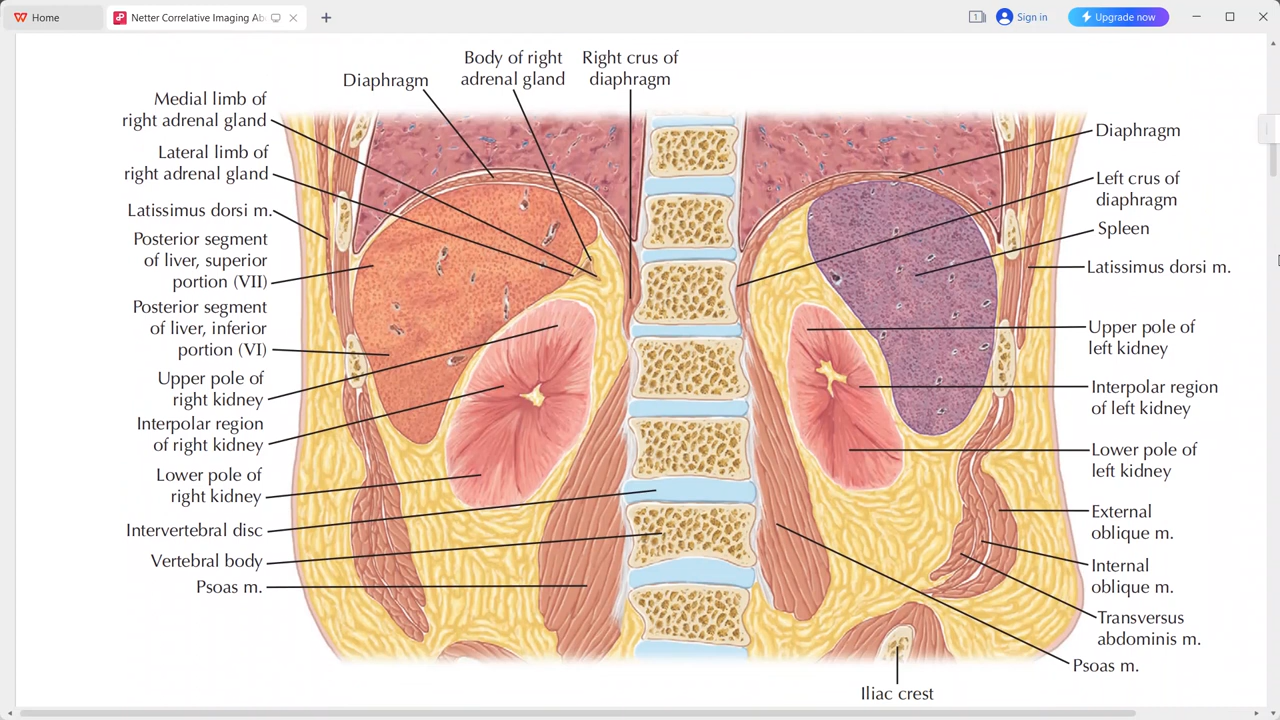 Home
Netter Correlative Imaging Ab
1
Sign in
Upgrade now
Body of right
adrenal gland
Right crus of
diaphragm
Diaphragm
Medial limb of
right adrenal gland
Lateral limb of
right adrenal gland
Latissimus dorsi m.
Posterior segment
of liver, superior
portion (VII)
Posterior segment
of liver, inferior
portion (VI)
Upper pole of
right kidney
Interpolar region
of right kidney
Lower pole of
right kidney
Intervertebral disc
Vertebral body
Psoas m.
Diaphragm
Left crus of
diaphragm
Spleen
Latissimus dorsi m.
Upper pole of
left kidney
Interpolar region
of left kidney
Lower pole of
left kidney
External
oblique m.
Internal
oblique m.
Transversus
abdominis m.
Psoas m.
Iliac crest